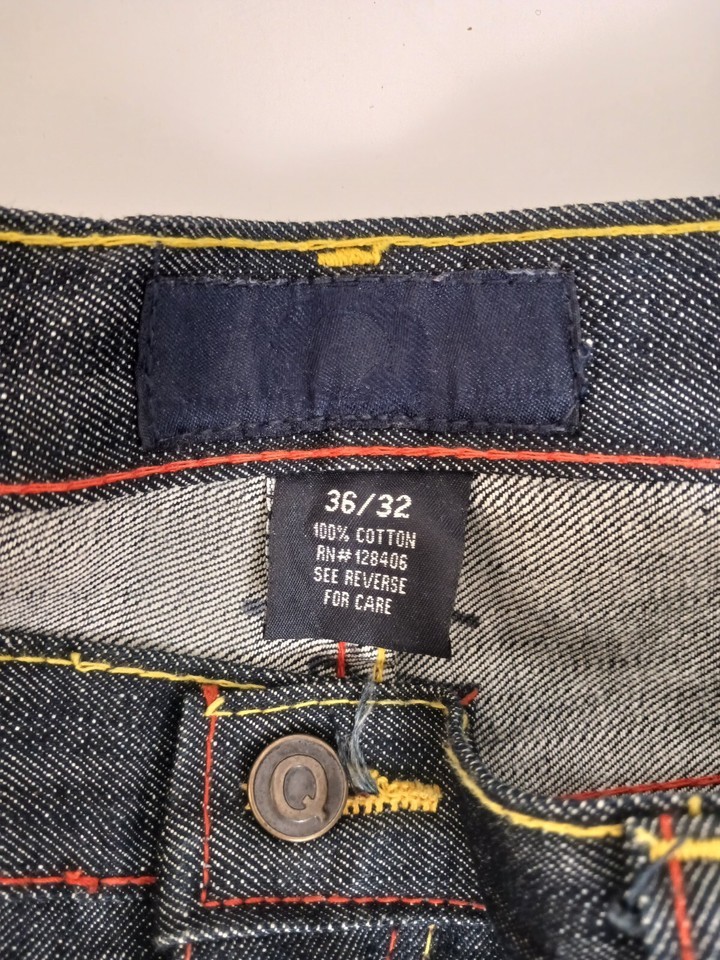 36/32
100% COTTON
RN#128406
SEE REVERSE
FOR CARE
Q